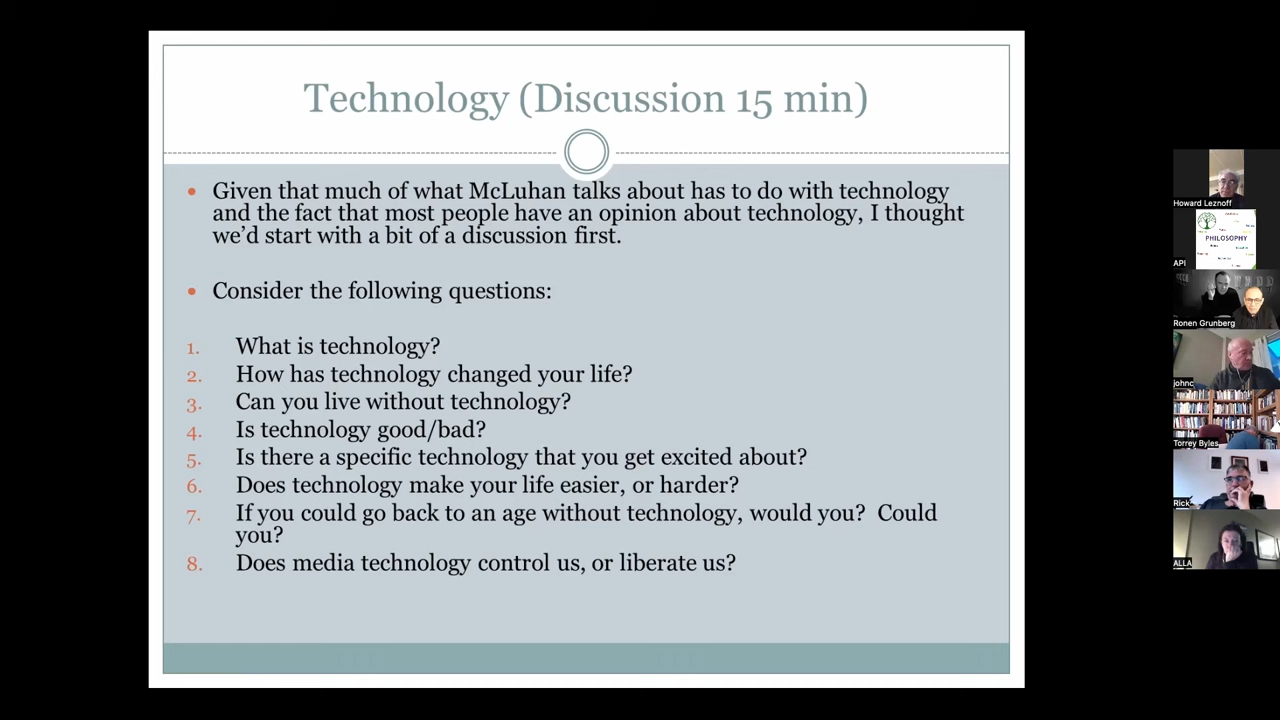 Technology (Discussion 15 min)
Given that much of what McLuhan talks about has to do with technology
and the fact that most people have an opinion about technology, I thought
we'd start with a bit of a discussion first.
Consider the following questions:
1. What is technology?
2. How has technology changed your life?
3. Can you live without technology?
4. Is technology good/bad?
5. Is there a specific technology that you get excited about?
6. Does technology make your life easier, or harder?
7. If you could go back to an age without technology, would you? Could
you?
8. Does media technology control us, or liberate us?
Howard Leznoff
PHILOSOPHY
API
Ronen Grunberg
johnc
Torrey Byles
Rick
ALLA